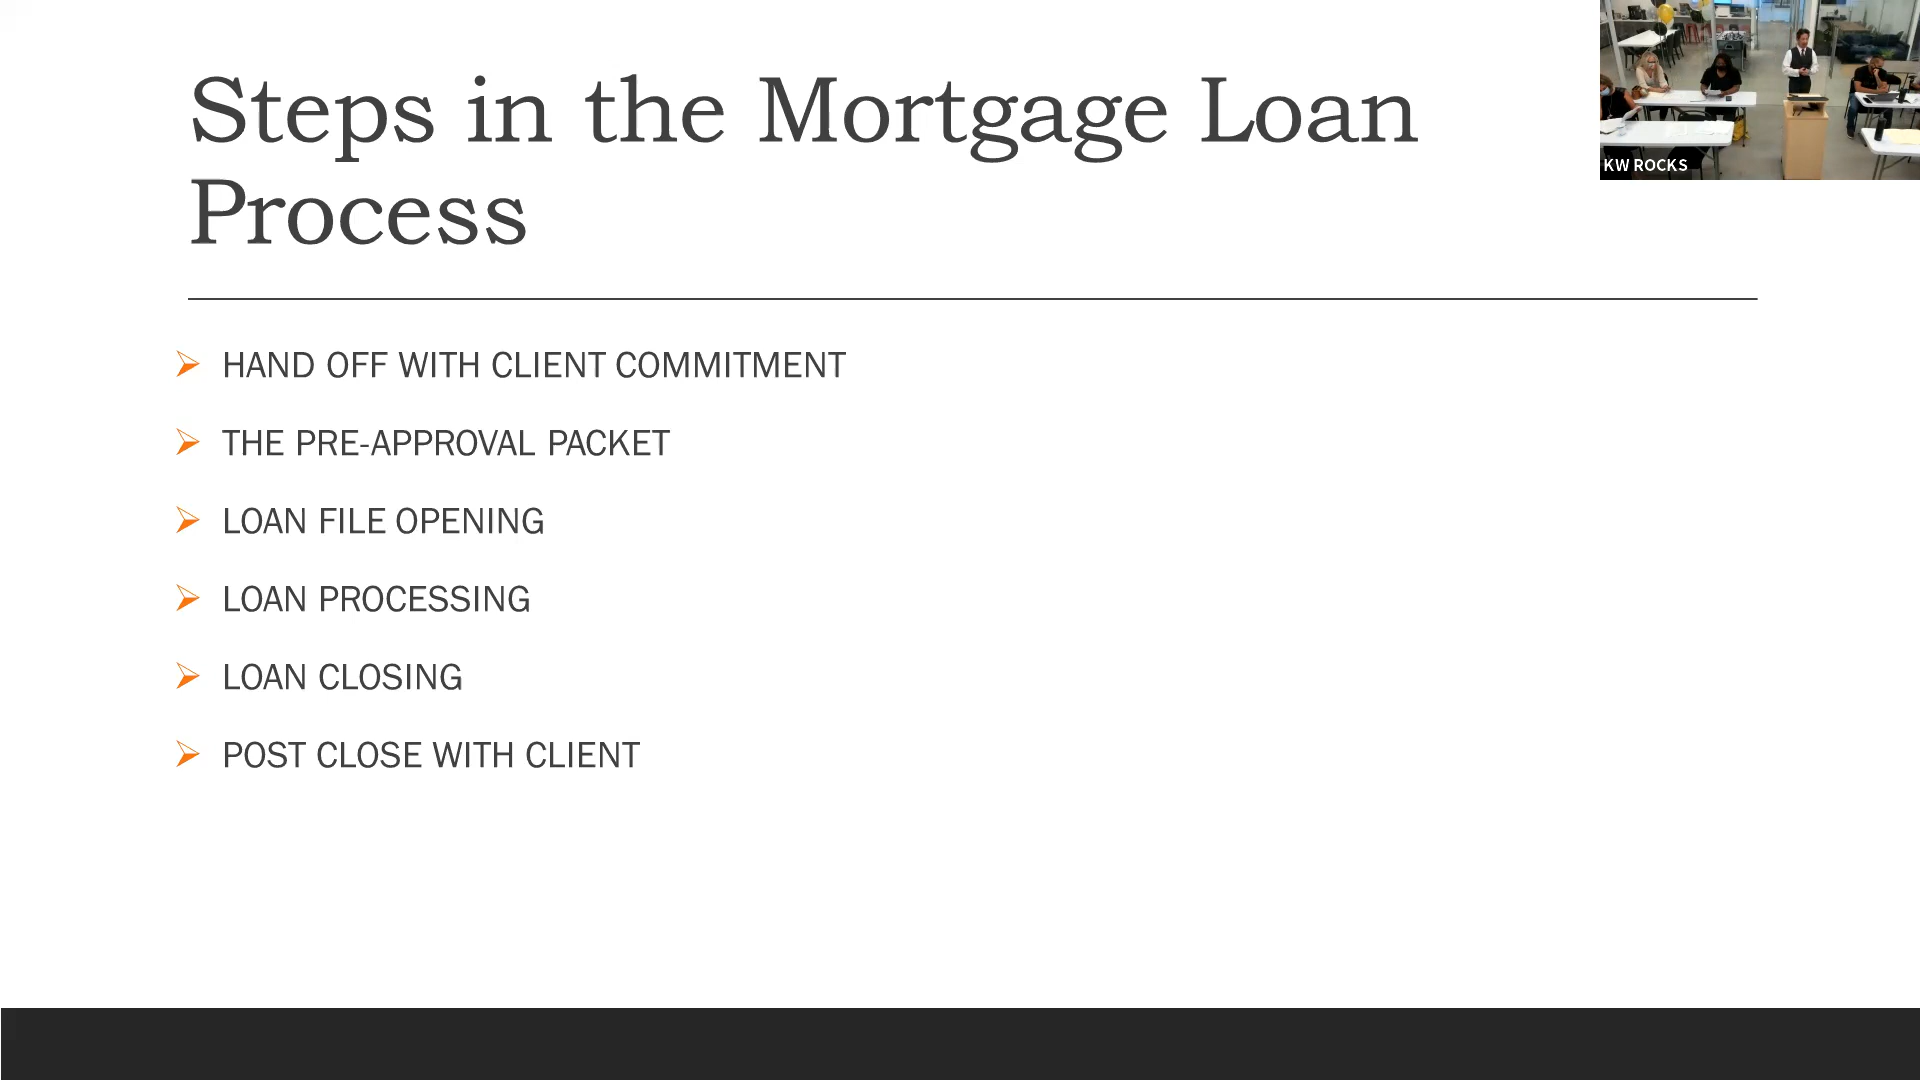 Steps in the Mortgage Loan
Process
KW ROCKS
HAND OFF WITH CLIENT COMMITMENT
THE PRE-APPROVAL PACKET
LOAN FILE OPENING
LOAN PROCESSING
LOAN CLOSING
POST CLOSE WITH CLIENT